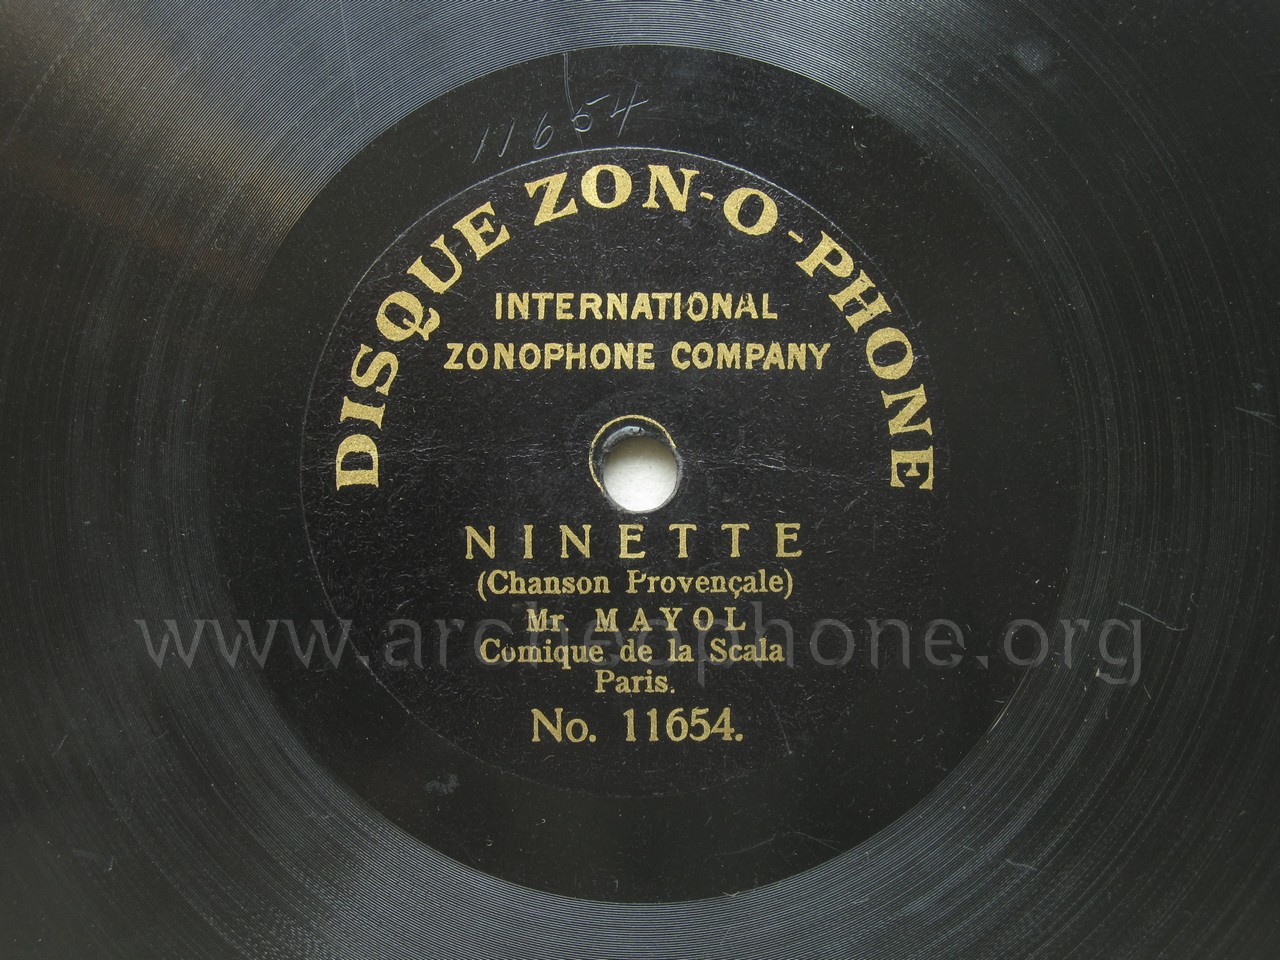 11654
DISQUE ZON-O-PHONE
INTERNATIONAL
ZONOPHONE COMPANY
NINETTE
(Chanson Provençale)
Mr. MAYOL
www.archeophone.org
Comique de la Scala
Paris.
No. 11654.